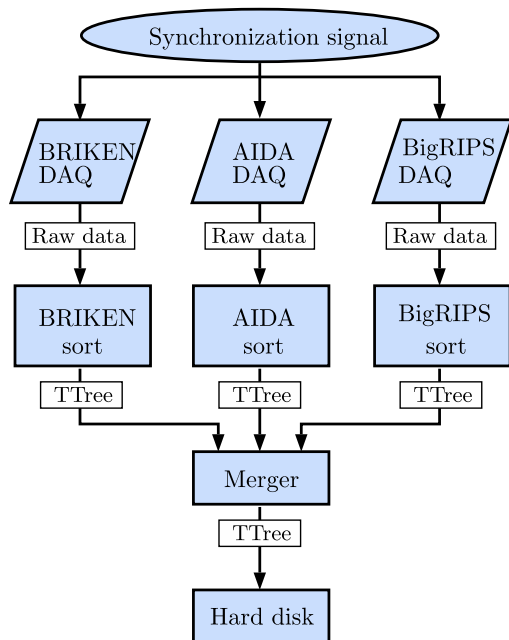 Synchronization signal
BRIKEN
DAQ
AIDA
DAQ
BigRIPS
DAQ
Raw data
Raw data
Raw data
BRIKEN
sort
AIDA
sort
BigRIPS
sort
TTree
TTree
TTree
Merger
TTree
Hard disk